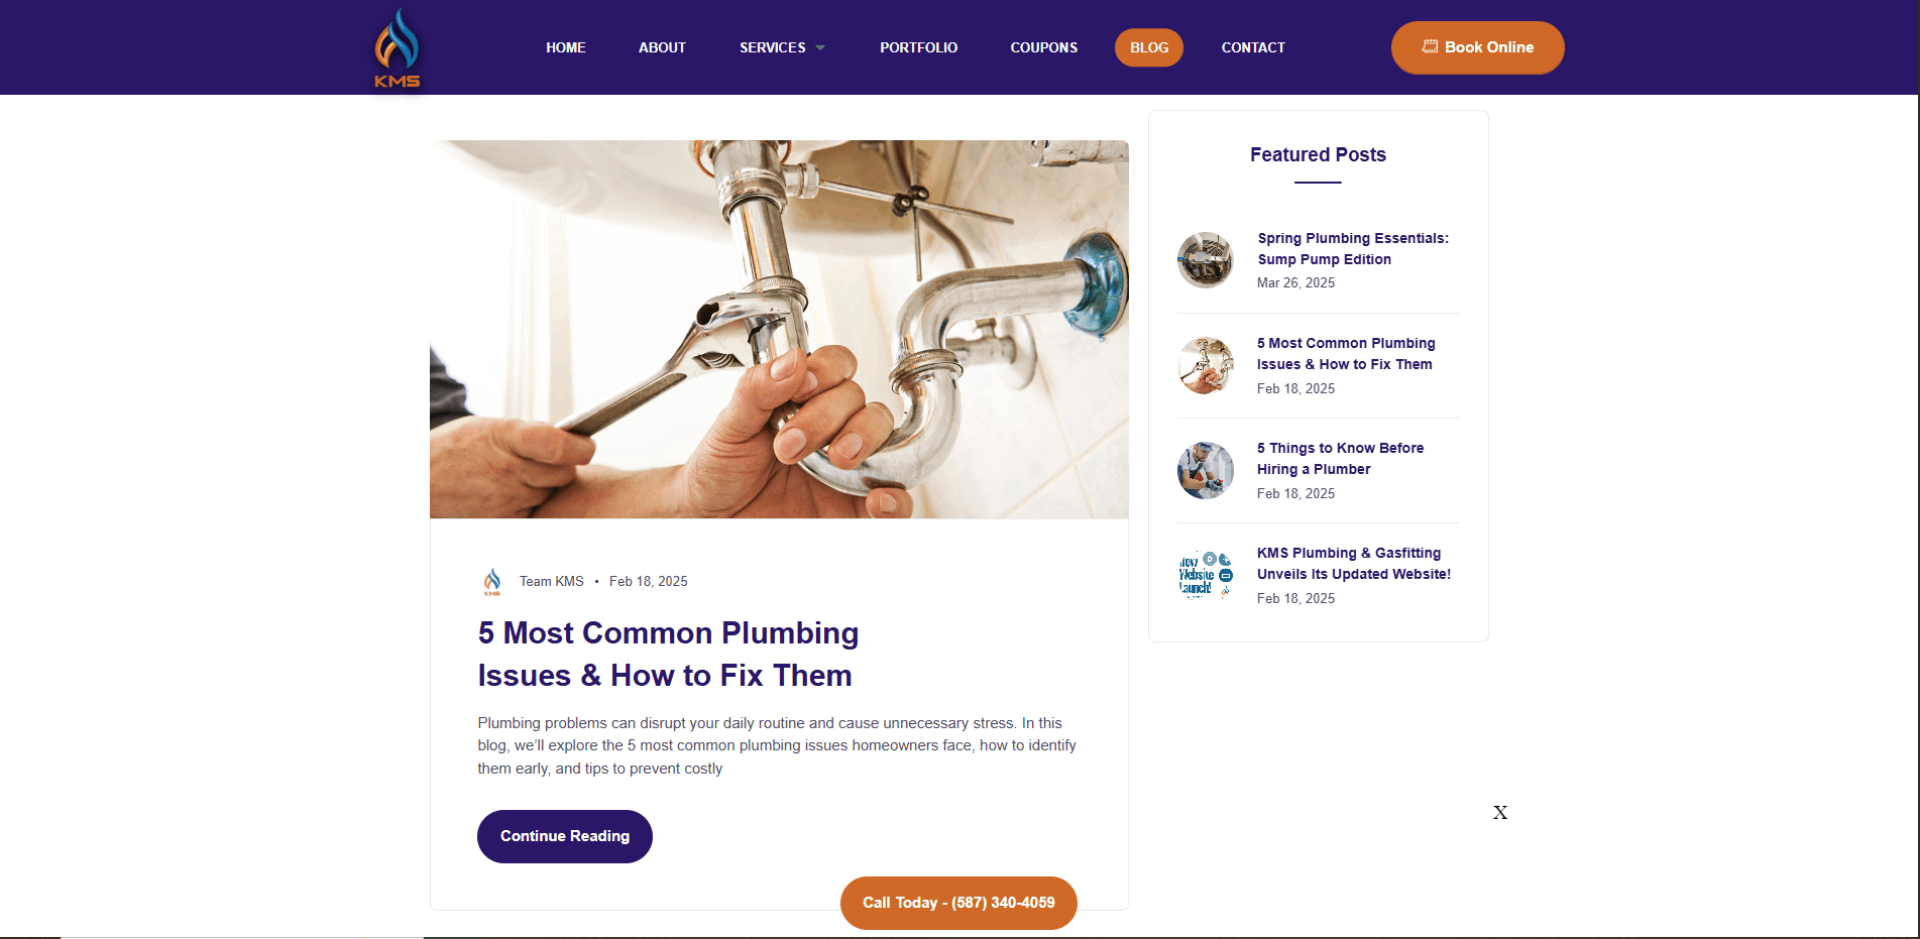 KMS
HOME
ABOUT
SERVICES
PORTFOLIO
COUPONS
BLOG
CONTACT
Book Online
Team KMS • Feb 18, 2025
5 Most Common Plumbing
Issues & How to Fix Them
Plumbing problems can disrupt your daily routine and cause unnecessary stress. In this
blog, we’ll explore the 5 most common plumbing issues homeowners face, how to identify
them early, and tips to prevent costly
Continue Reading
Featured Posts
Spring Plumbing Essentials:
Sump Pump Edition
Mar 26, 2025
5 Most Common Plumbing
Issues & How to Fix Them
Feb 18, 2025
5 Things to Know Before
Hiring a Plumber
Feb 18, 2025
Website
KMS Plumbing & Gasfitting
Unveils Its Updated Website!
Feb 18, 2025
X
Call Today - (587) 340-4059